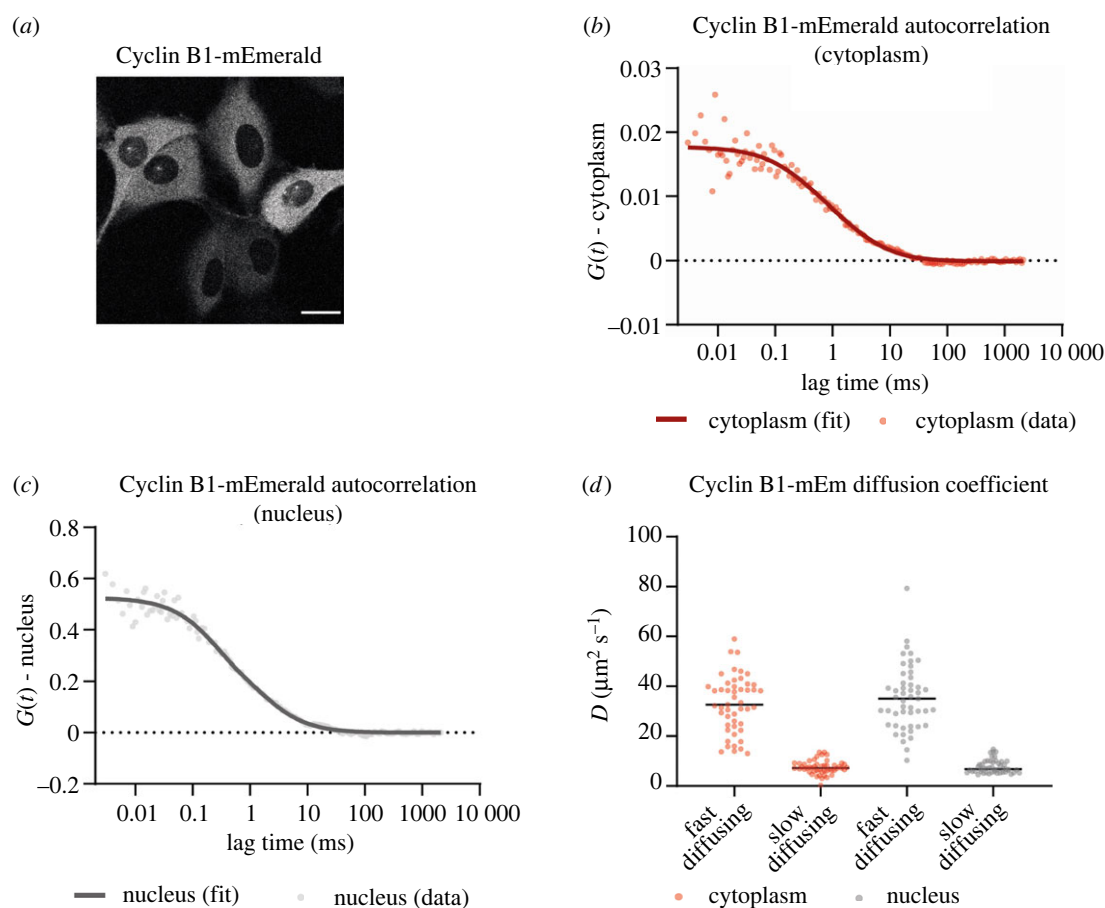 (a)
Cyclin B1-mEmerald
(b)
Cyclin B1-mEmerald autocorrelation
(cytoplasm)
G(t) - cytoplasm
0.03
0.02
0.01
0
–0.01
0.01 0.1 1 10 100 1000 10 000
lag time (ms)
cytoplasm (fit) cytoplasm (data)
(c)
Cyclin B1-mEmerald autocorrelation
(nucleus)
G(t) - nucleus
0.8
0.6
0.4
0.2
0
–0.2
0.01 0.1 1 10 100 1000 10 000
lag time (ms)
nucleus (fit) nucleus (data)
(d)
Cyclin B1-mEm diffusion coefficient
D (μm² s⁻¹)
100
80
60
40
20
0
fast
diffusing
slow
diffusing
fast
diffusing
slow
diffusing
cytoplasm nucleus